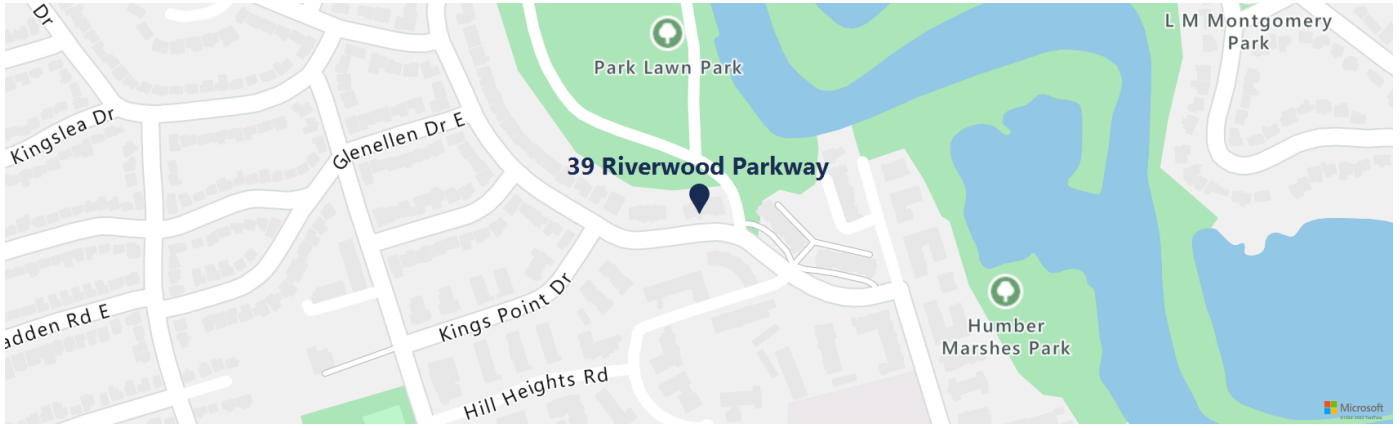 Dr
Park Lawn Park
L M Montgomery
Park
Kingslea Dr
Glenellen Dr E
39 Riverwood Parkway
adden Rd E
Kings Point Dr
Humber
Marshes Park
Hill Heights Rd
Microsoft